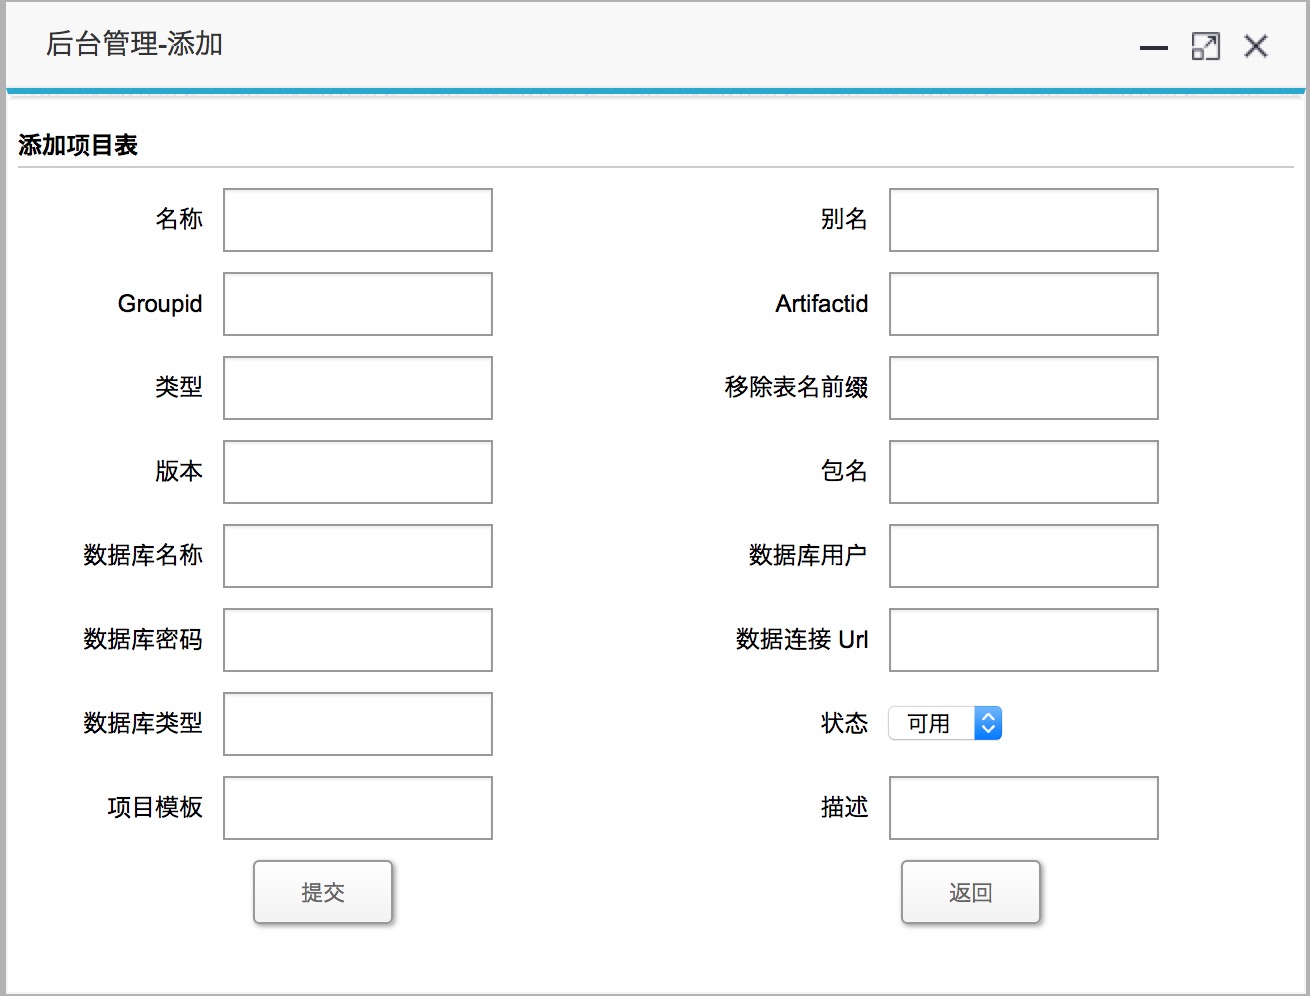 后台管理-添加
添加项目表
名称 别名
Groupid Artifactid
类型 移除表名前缀
版本 包名
数据库名称 数据库用户
数据库密码 数据连接 Url
数据库类型 状态 可用
项目模板 描述
提交 返回